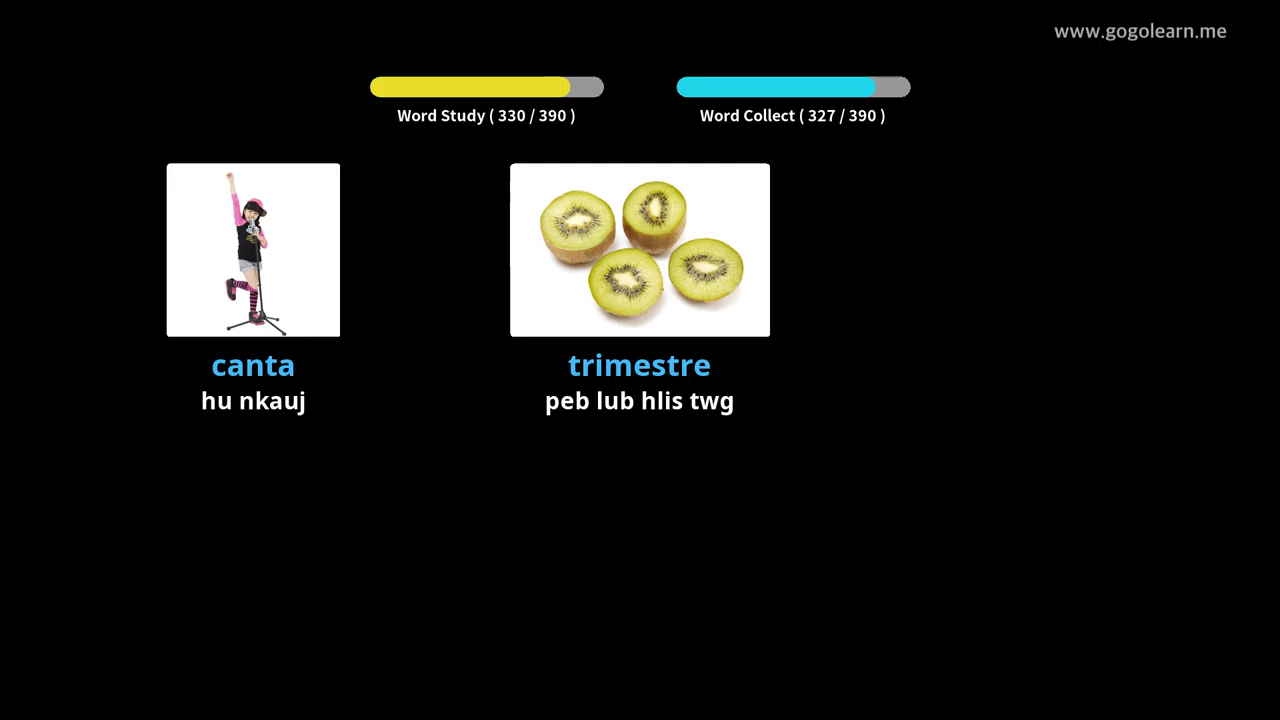 www.gogolearn.me
Word Study ( 330 / 390 )
Word Collect ( 327 / 390 )
canta
hu nkauj
trimestre
peb lub hlis twg